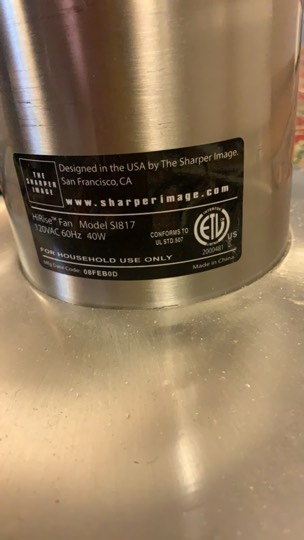 THE
SHARPER
IMAGE
Designed in the USA by The Sharper Image.
San Francisco, CA
www.sharperimage.com
HiRise™ Fan Model SI817
120VAC 60Hz 40W
CONFORMS TO
UL STD.507
INTERTEK
ETL
US
2000481
FOR HOUSEHOLD USE ONLY
Mfg Date Code: 08FEB0D
Made in China